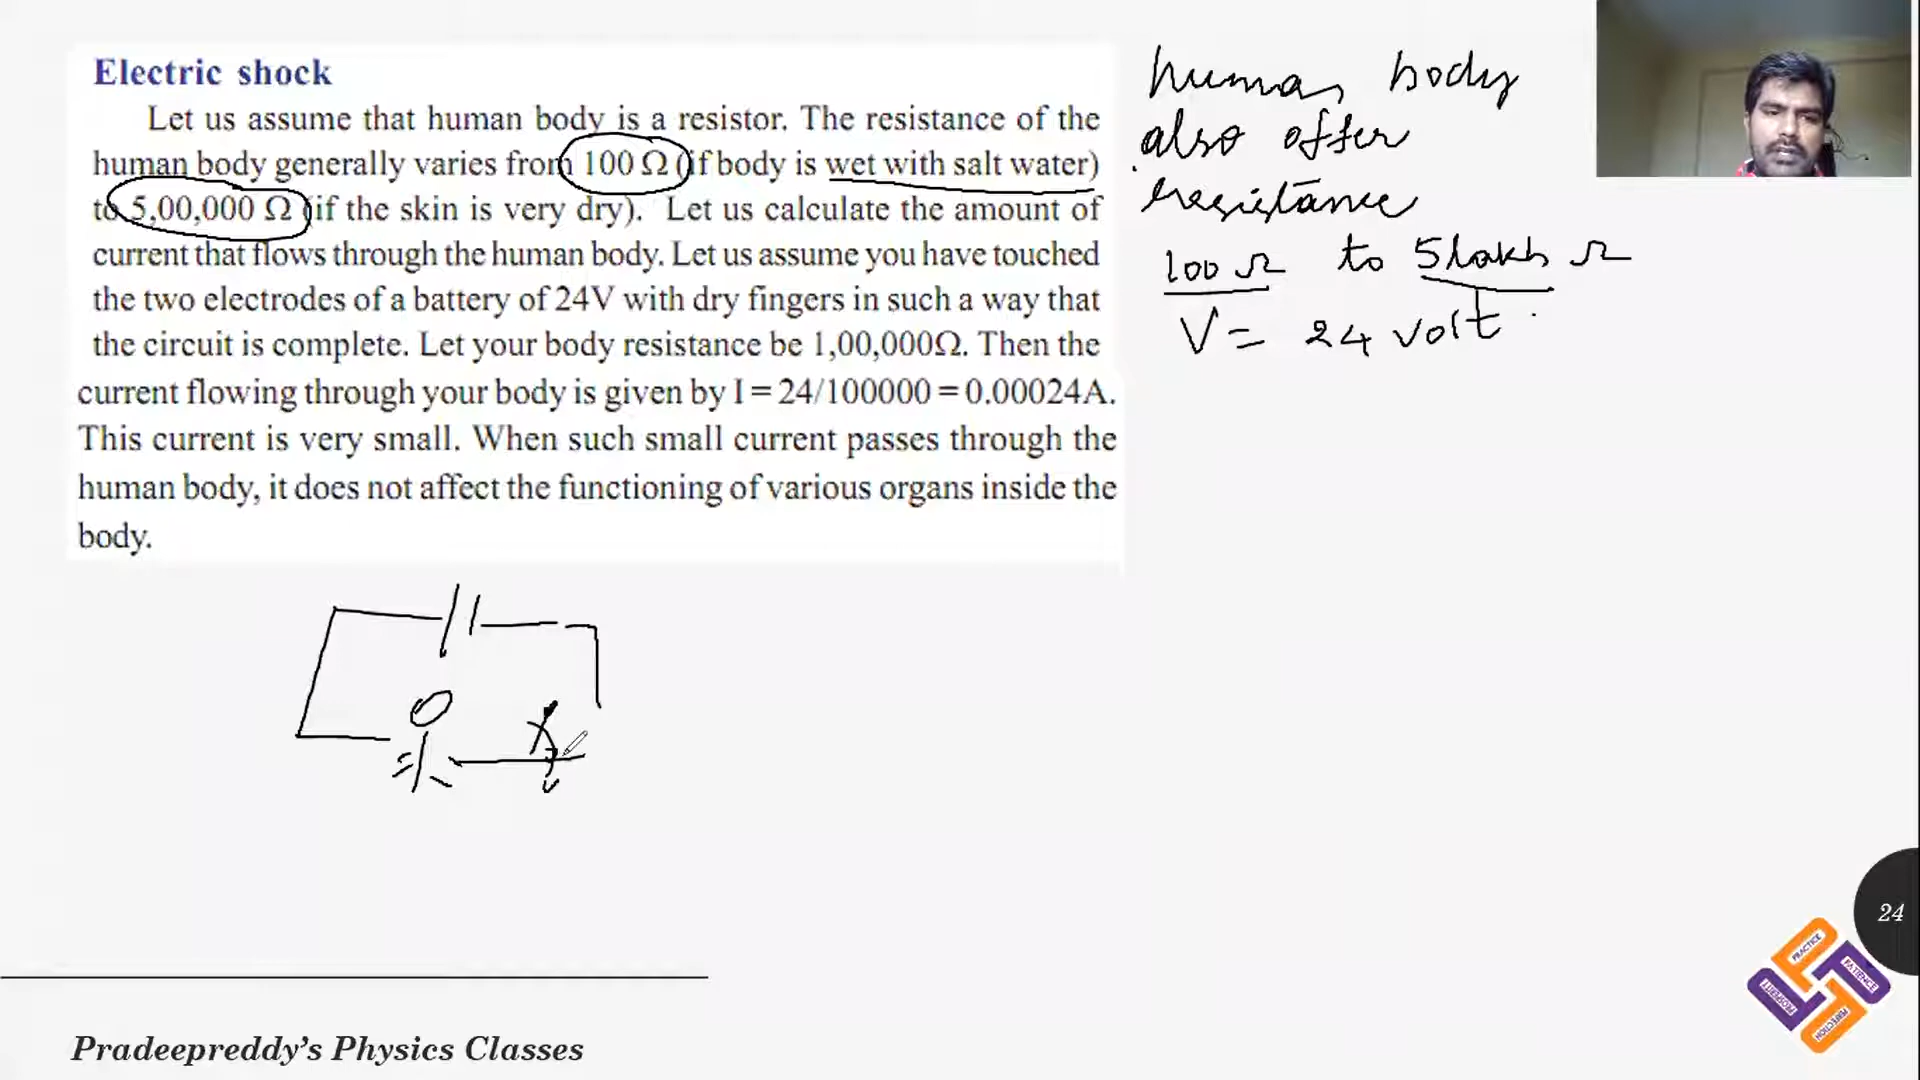 Electric shock
Let us assume that human body is a resistor. The resistance of the
human body generally varies from 100 Ω (if body is wet with salt water)
to 5,00,000 Ω (if the skin is very dry). Let us calculate the amount of
current that flows through the human body. Let us assume you have touched
the two electrodes of a battery of 24V with dry fingers in such a way that
the circuit is complete. Let your body resistance be 1,00,000Ω. Then the
current flowing through your body is given by I = 24/100000 = 0.00024A.
This current is very small. When such small current passes through the
human body, it does not affect the functioning of various organs inside the
body.
human body
also offer
resistance
100 Ω to 5 lakh Ω
V = 24 volt
24
PRACTICE
PATIENCE
PERFECTION
Pradeepreddy's Physics Classes